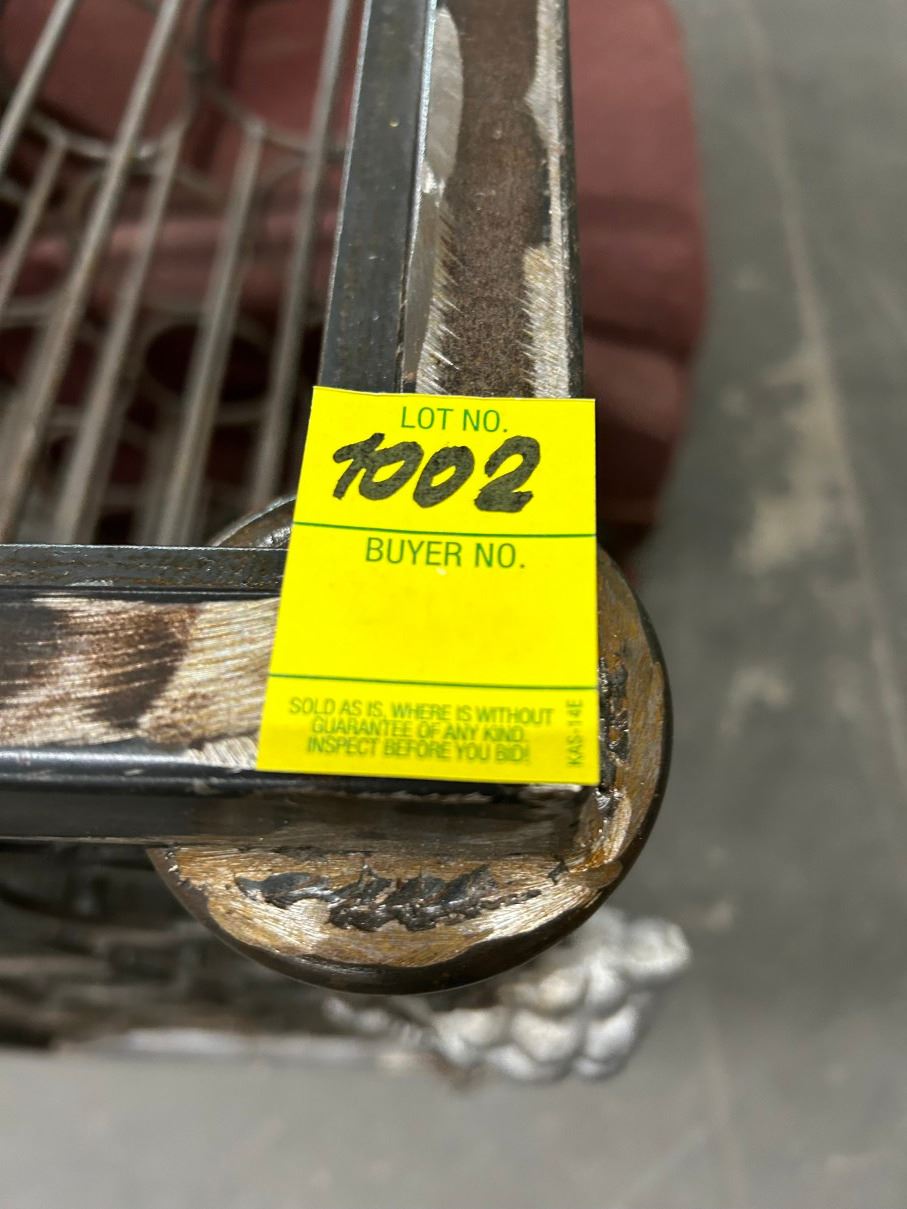 LOT NO.
1002
BUYER NO.
SOLD AS IS, WHERE IS WITHOUT
GUARANTEE OF ANY KIND.
INSPECT BEFORE YOU BID!
KAS-14E